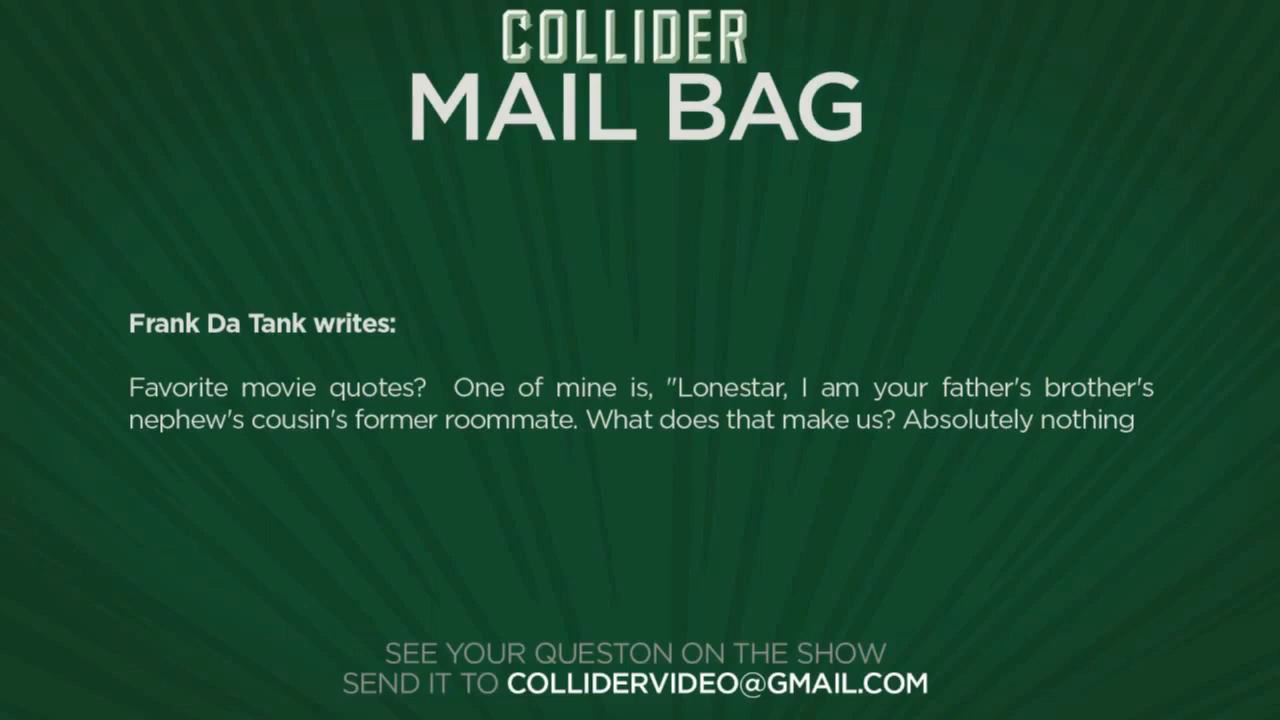 COLLIDER
MAIL BAG
Frank Da Tank writes:
Favorite movie quotes? One of mine is, "Lonestar, I am your father's brother's
nephew's cousin's former roommate. What does that make us? Absolutely nothing
SEE YOUR QUESTON ON THE SHOW
SEND IT TO COLLIDERVIDEO@GMAIL.COM